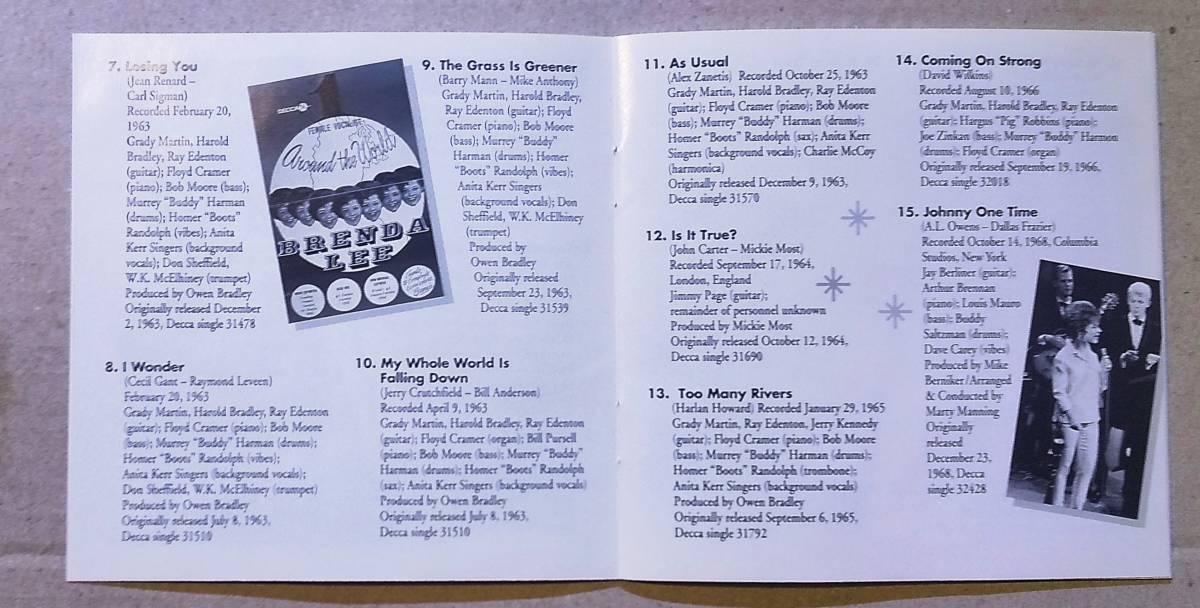 7. Losing You
(Jean Renard –
Carl Sigman)
Recorded February 20,
1963
Grady Martin, Harold
Bradley, Ray Edenton
(guitar); Floyd Cramer
(piano); Bob Moore (bass);
Murrey "Buddy" Harman
(drums); Homer "Boots"
Randolph (vibes); Anita
Kerr Singers (background
vocals); Don Sheffield,
W.K. McElhiney (trumpet)
Produced by Owen Bradley
Originally released December
2, 1963, Decca single 31478
DECCA
FEMALE VOCALIST
Around the World
BRENDA
LEE
8. I Wonder
(Cecil Gant – Raymond Leveen)
February 20, 1963
Grady Martin, Harold Bradley, Ray Edenton
(guitar); Floyd Cramer (piano); Bob Moore
(bass); Murrey "Buddy" Harman (drums);
Homer "Boots" Randolph (vibes);
Anita Kerr Singers (background vocals);
Don Sheffield, W.K. McElhiney (trumpet)
Produced by Owen Bradley
Originally released July 8, 1963,
Decca single 31510
9. The Grass Is Greener
(Barry Mann – Mike Anthony)
Grady Martin, Harold Bradley,
Ray Edenton (guitar); Floyd
Cramer (piano); Bob Moore
(bass); Murrey "Buddy"
Harman (drums); Homer
"Boots" Randolph (vibes);
Anita Kerr Singers
(background vocals); Don
Sheffield, W.K. McElhiney
(trumpet)
Produced by
Owen Bradley
Originally released
September 23, 1963,
Decca single 31539
10. My Whole World Is
Falling Down
(Jerry Crutchfield – Bill Anderson)
Recorded April 9, 1963
Grady Martin, Harold Bradley, Ray Edenton
(guitar); Floyd Cramer (organ); Bill Pursell
(piano); Bob Moore (bass); Murrey "Buddy"
Harman (drums); Homer "Boots" Randolph
(sax); Anita Kerr Singers (background vocals)
Produced by Owen Bradley
Originally released July 8, 1963,
Decca single 31510
11. As Usual
(Alex Zanetis) Recorded October 25, 1963
Grady Martin, Harold Bradley, Ray Edenton
(guitar); Floyd Cramer (piano); Bob Moore
(bass); Murrey "Buddy" Harman (drums);
Homer "Boots" Randolph (sax); Anita Kerr
Singers (background vocals); Charlie McCoy
(harmonica)
Originally released December 9, 1963,
Decca single 31570
12. Is It True?
(John Carter – Mickie Most)
Recorded September 17, 1964,
London, England
Jimmy Page (guitar);
remainder of personnel unknown
Produced by Mickie Most
Originally released October 12, 1964,
Decca single 31690
13. Too Many Rivers
(Harlan Howard) Recorded January 29, 1965
Grady Martin, Ray Edenton, Jerry Kennedy
(guitar); Floyd Cramer (piano); Bob Moore
(bass); Murrey "Buddy" Harman (drums);
Homer "Boots" Randolph (trombone);
Anita Kerr Singers (background vocals)
Produced by Owen Bradley
Originally released September 6, 1965,
Decca single 31792
14. Coming On Strong
(David Wilkins)
Recorded August 10, 1966
Grady Martin, Harold Bradley, Ray Edenton
(guitar); Hargus "Pig" Robbins (piano);
Joe Zinkan (bass); Murrey "Buddy" Harmon
(drums); Floyd Cramer (organ)
Originally released September 19, 1966,
Decca single 32018
15. Johnny One Time
(A.L. Owens – Dallas Frazier)
Recorded October 14, 1968, Columbia
Studios, New York
Jay Berliner (guitar);
Arthur Brennan
(piano); Louis Mauro
(bass); Buddy
Saltzman (drums);
Dave Carey (vibes)
Produced by Mike
Berniker/Arranged
& Conducted by
Marty Manning
Originally
released
December 23,
1968, Decca
single 32428